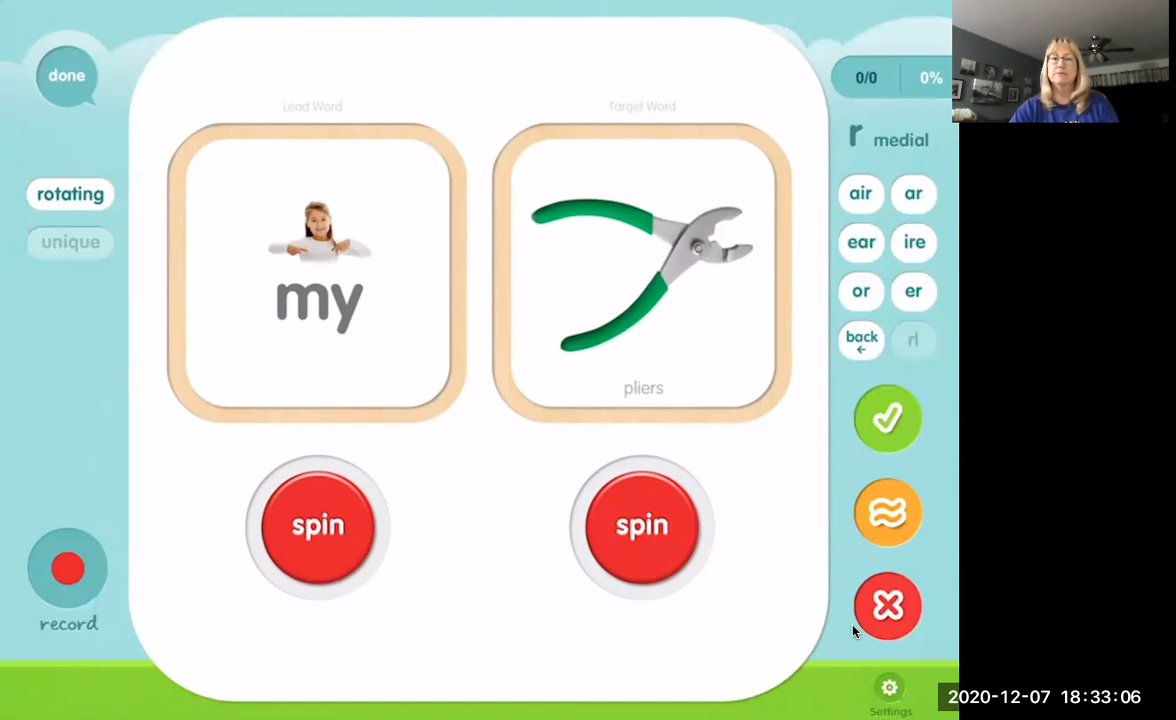 done
Lead Word
Target Word
0/0 0%
r medial
rotating
unique
air ar
ear ire
or er
back rl
my
pliers
spin
spin
record
Settings
2020-12-07 18:33:06